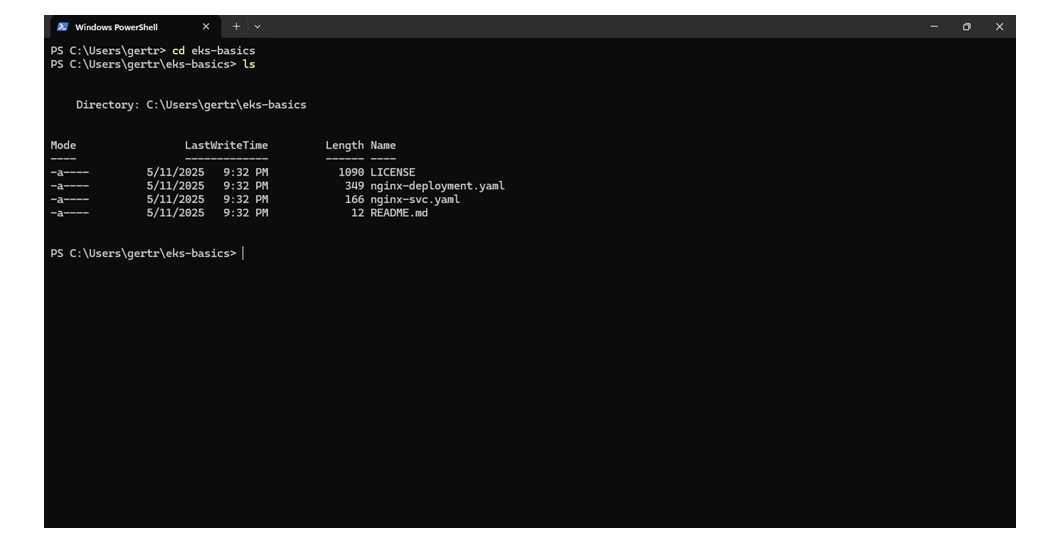 Windows PowerShell
PS C:\Users\gertr> cd eks-basics
PS C:\Users\gertr\eks-basics> ls
Directory: C:\Users\gertr\eks-basics
Mode LastWriteTime Length Name
---- ------------- ------ ----
-a---- 5/11/2025 9:32 PM 1090 LICENSE
-a---- 5/11/2025 9:32 PM 349 nginx-deployment.yaml
-a---- 5/11/2025 9:32 PM 166 nginx-svc.yaml
-a---- 5/11/2025 9:32 PM 12 README.md
PS C:\Users\gertr\eks-basics>